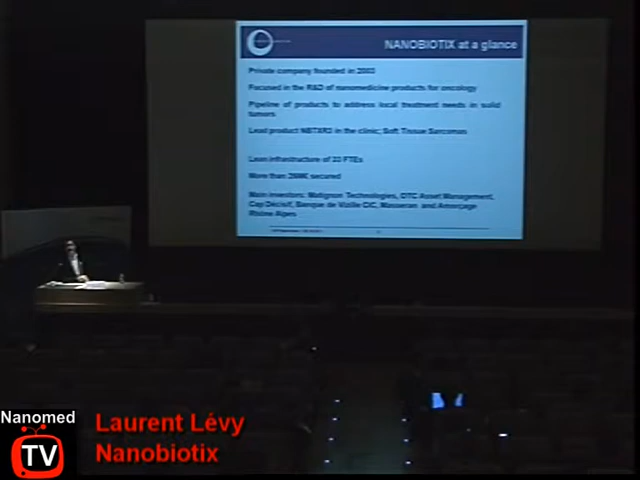 NANOBIOTIX at a glance
Private company founded in 2003
Focused in the R&D of nanomedicine products for oncology
Pipeline of products to address local treatment needs in solid
tumors
Lead product NBTXR3 in the clinic; Soft Tissue Sarcomas
Lean infrastructure of 33 FTEs
More than 26M€ secured
Main investors: Matignon Technologies, OTC Asset Management,
Cap Décisif, Banque de Vizille CIC, Masseran and Amorçage
Rhône Alpes
Nanomed
TV
Laurent Lévy
Nanobiotix